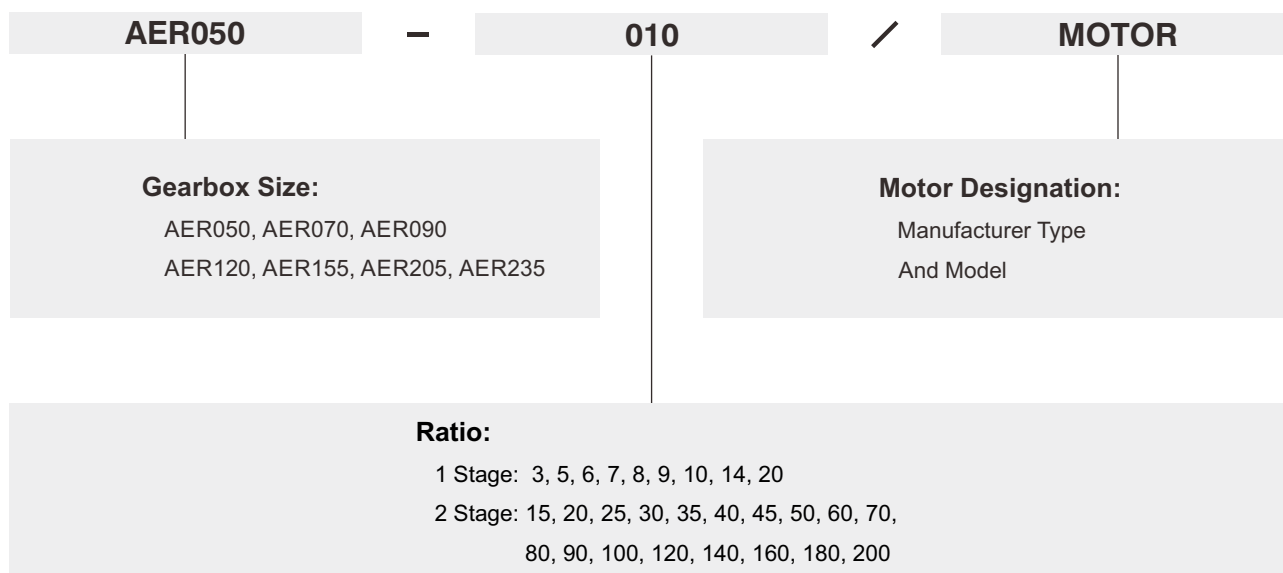 AER050 – 010 / MOTOR
Gearbox Size:
AER050, AER070, AER090
AER120, AER155, AER205, AER235
Motor Designation:
Manufacturer Type
And Model
Ratio:
1 Stage: 3, 5, 6, 7, 8, 9, 10, 14, 20
2 Stage: 15, 20, 25, 30, 35, 40, 45, 50, 60, 70,
80, 90, 100, 120, 140, 160, 180, 200